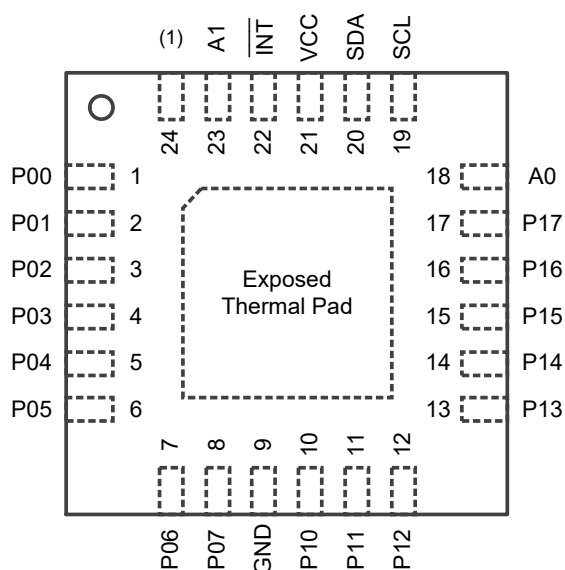 (1)
A1
INT
VCC
SDA
SCL
24
23
22
21
20
19
P00 1
P01 2
P02 3
P03 4
P04 5
P05 6
18 A0
17 P17
16 P16
15 P15
14 P14
13 P13
Exposed
Thermal Pad
7
8
9
10
11
12
P06
P07
GND
P10
P11
P12